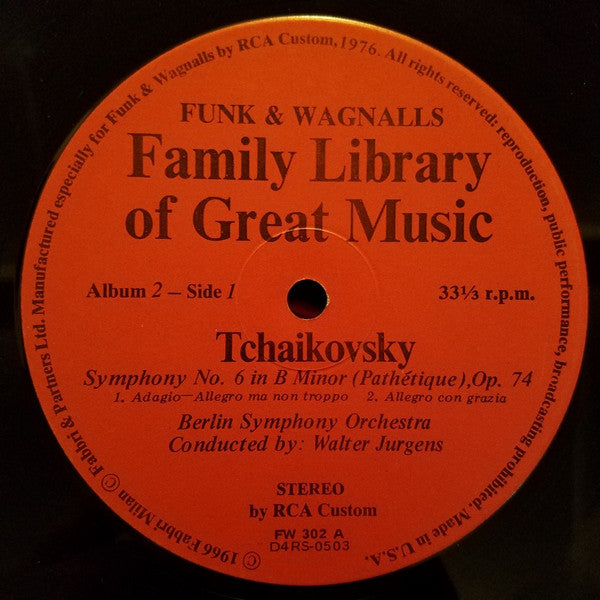 © 1966 Fabbri Milan © Fabbri & Partners Ltd. Manufactured especially for Funk & Wagnalls by RCA Custom, 1976. All rights reserved: reproduction, public performance, broadcasting prohibited. Made in U.S.A.
FUNK & WAGNALLS
Family Library
of Great Music
Album 2 – Side 1
33⅓ r.p.m.
Tchaikovsky
Symphony No. 6 in B Minor (Pathétique), Op. 74
1. Adagio—Allegro ma non troppo 2. Allegro con grazia
Berlin Symphony Orchestra
Conducted by: Walter Jurgens
STEREO
by RCA Custom
FW 302 A
D4RS-0503